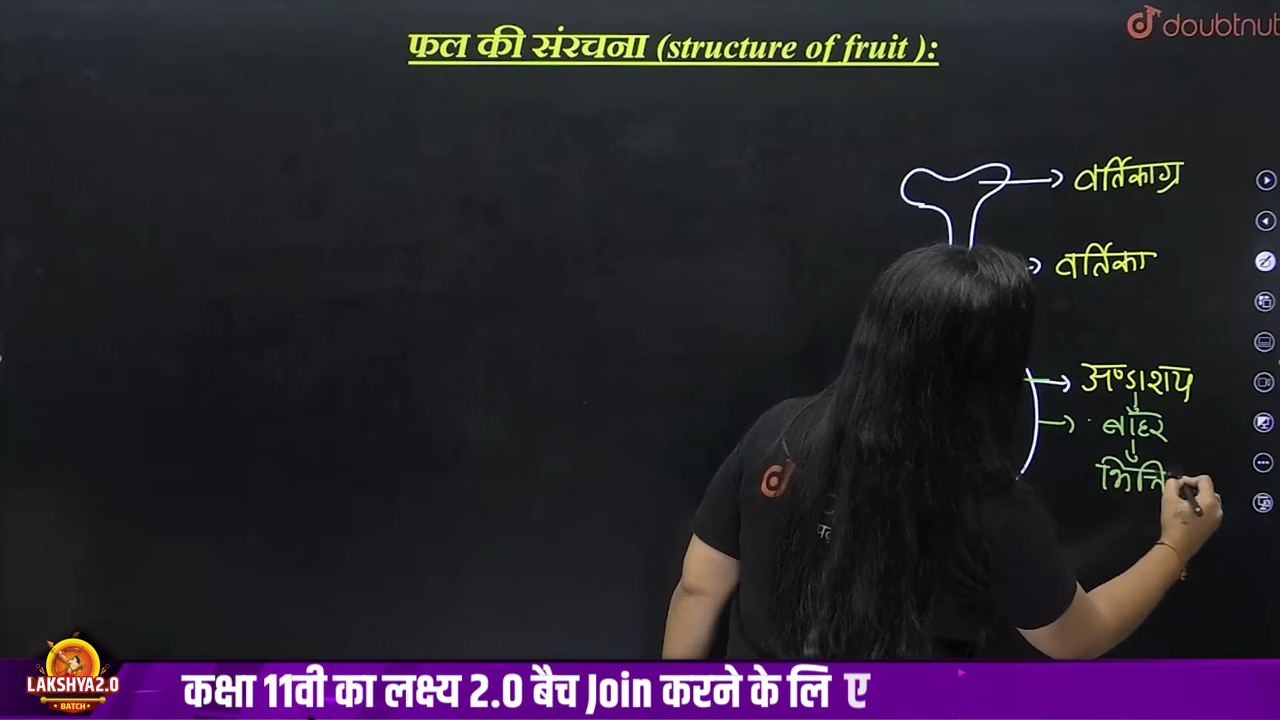 doubtnut
फल की संरचना (structure of fruit ):
वर्तिकाग्र
वर्तिका
अण्डाशय
बाहर
भित्ति
LAKSHYA2.0
BATCH
कक्षा 11वी का लक्ष्य 2.0 बैच Join करने के लि ए